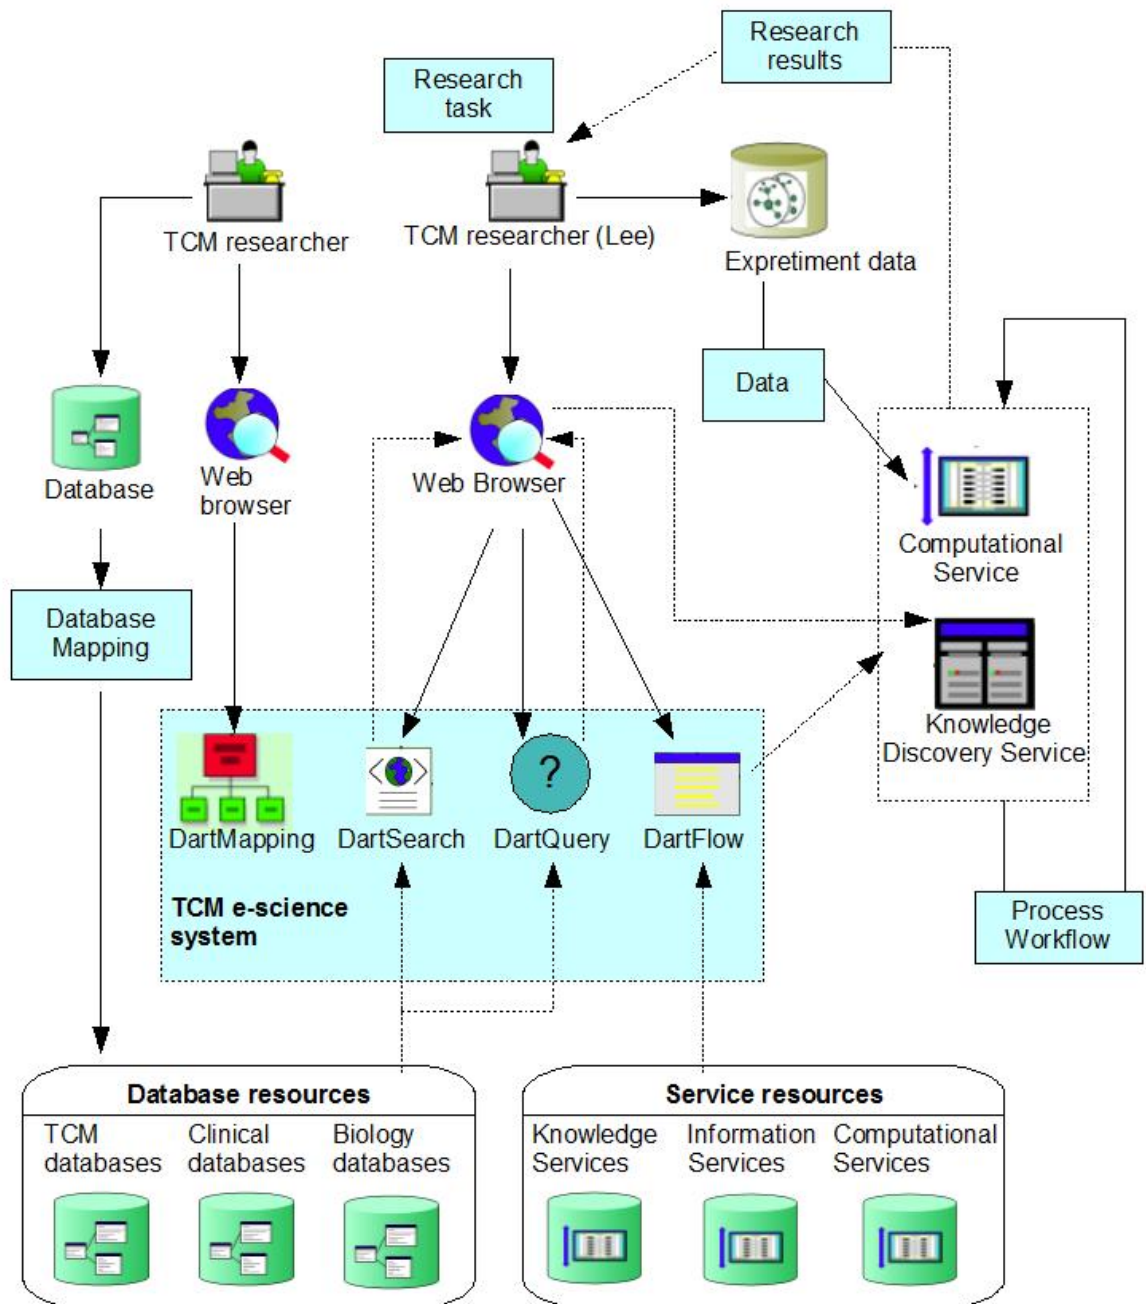 Research
results
Research
task
TCM researcher
TCM researcher (Lee)
Expretiment data
Data
Database
Web
browser
Web Browser
Computational
Service
Database
Mapping
Knowledge
Discovery Service
?
DartMapping
DartSearch
DartQuery
DartFlow
TCM e-science
system
Process
Workflow
Database resources
TCM
databases
Clinical
databases
Biology
databases
Service resources
Knowledge
Services
Information
Services
Computational
Services